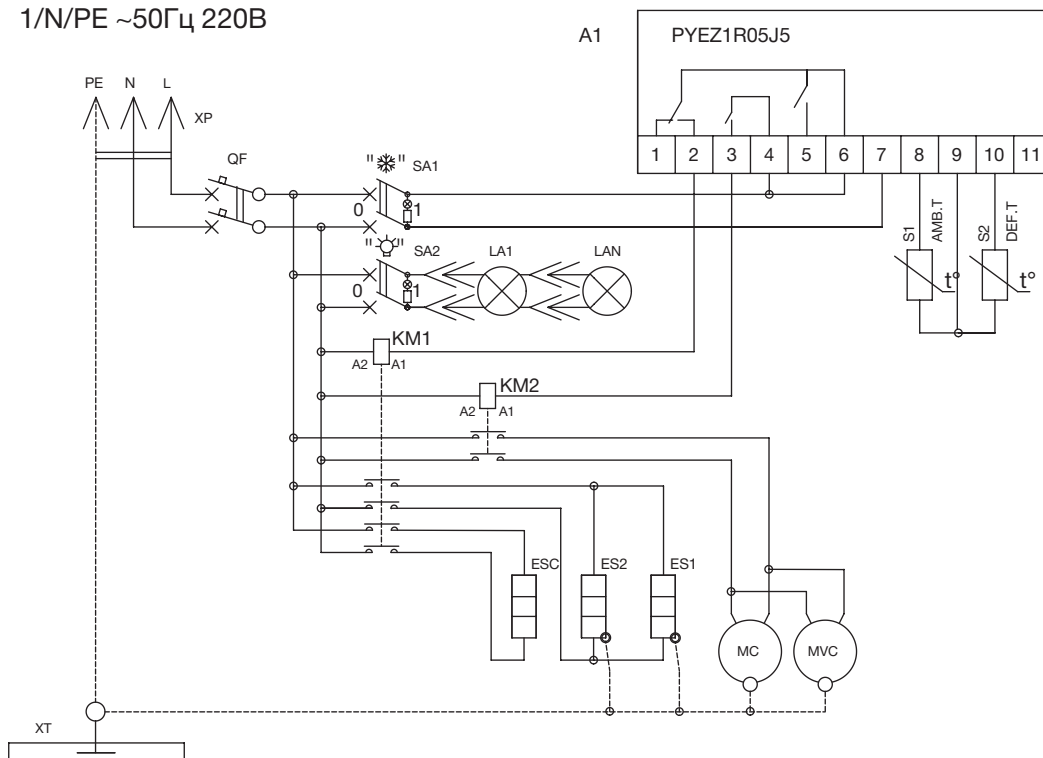 1/N/PE ~50Гц 220В
A1 PYEZ1R05J5
PE N L
XP
1 2 3 4 5 6 7 8 9 10 11
QF
"❄" SA1
0 1
S1 AMB.T
S2 DEF.T
t° t°
" " SA2 LA1 LAN
0 1
KM1
A2 A1
KM2
A2 A1
ESC ES2 ES1
MC MVC
XT